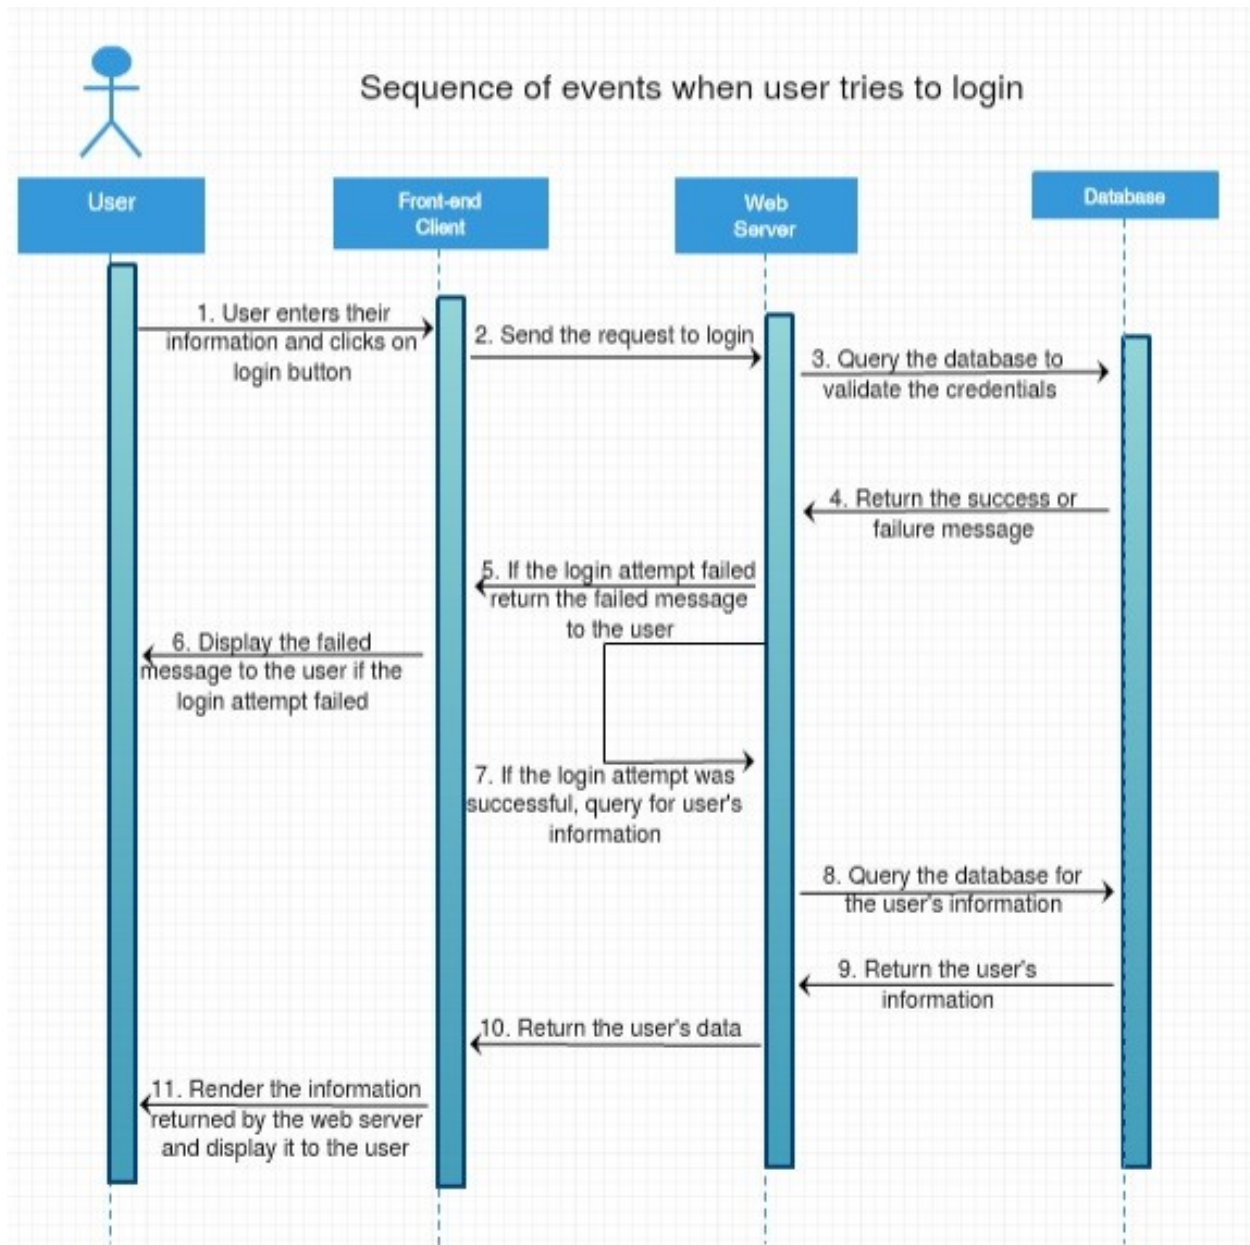 Sequence of events when user tries to login
User
Front-end
Client
Web
Server
Database
1. User enters their
information and clicks on
login button
2. Send the request to login
3. Query the database to
validate the credentials
4. Return the success or
failure message
5. If the login attempt failed
return the failed message
to the user
6. Display the failed
message to the user if the
login attempt failed
7. If the login attempt was
successful, query for user's
information
8. Query the database for
the user's information
9. Return the user's
information
10. Return the user's data
11. Render the information
returned by the web server
and display it to the user